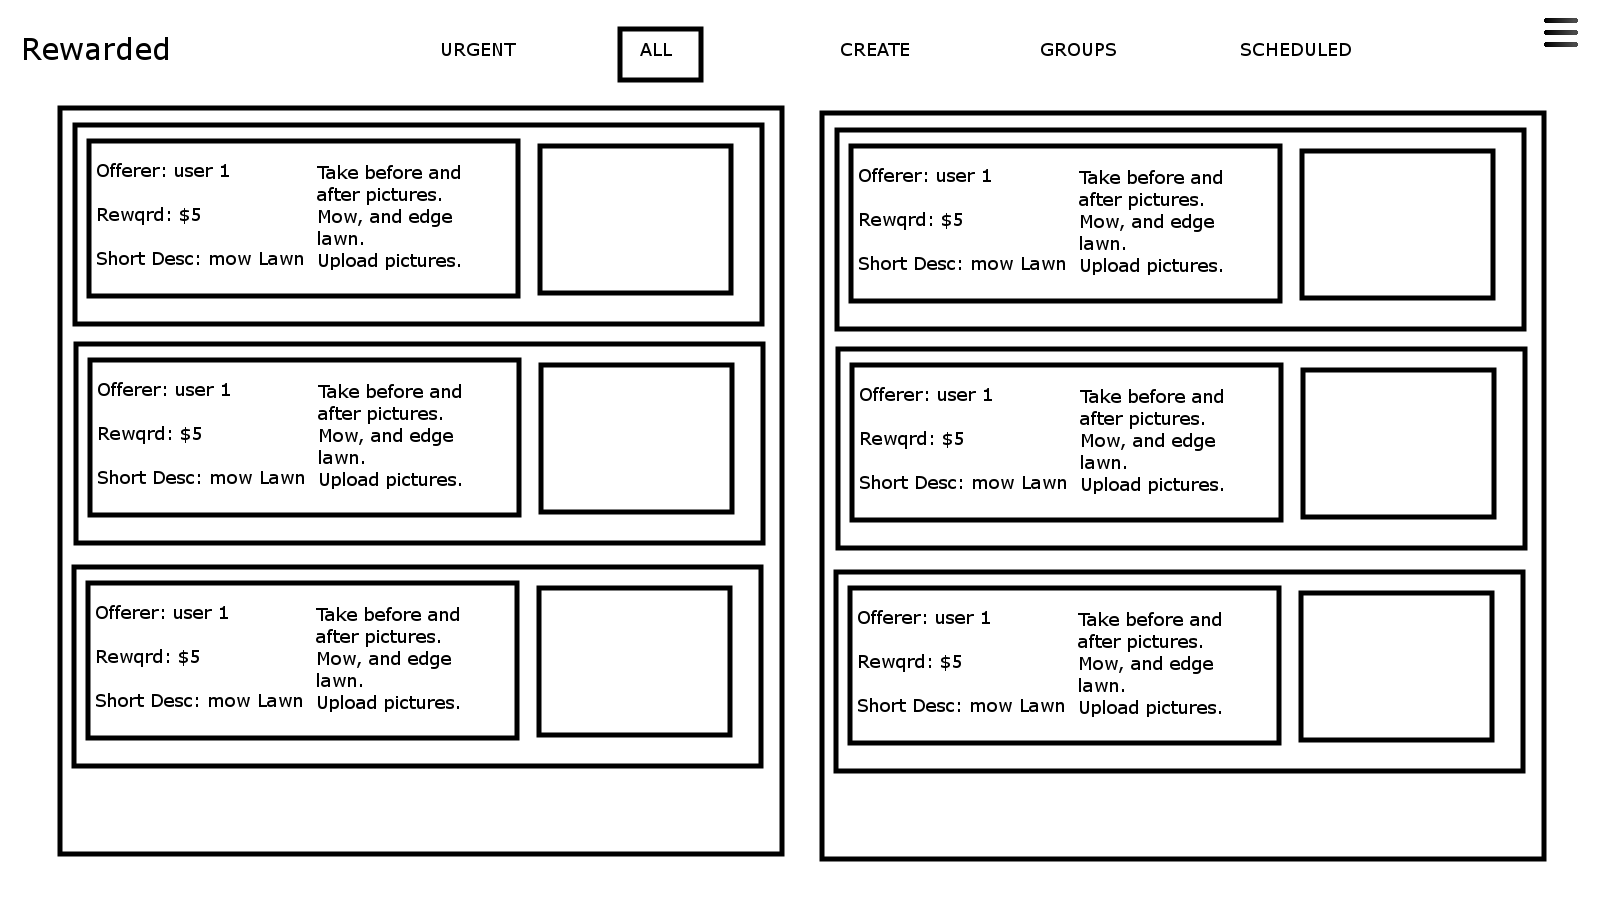 Rewarded
URGENT
ALL
CREATE
GROUPS
SCHEDULED
Offerer: user 1
Rewqrd: $5
Short Desc: mow Lawn
Take before and
after pictures.
Mow, and edge
lawn.
Upload pictures.
Offerer: user 1
Rewqrd: $5
Short Desc: mow Lawn
Take before and
after pictures.
Mow, and edge
lawn.
Upload pictures.
Offerer: user 1
Rewqrd: $5
Short Desc: mow Lawn
Take before and
after pictures.
Mow, and edge
lawn.
Upload pictures.
Offerer: user 1
Rewqrd: $5
Short Desc: mow Lawn
Take before and
after pictures.
Mow, and edge
lawn.
Upload pictures.
Offerer: user 1
Rewqrd: $5
Short Desc: mow Lawn
Take before and
after pictures.
Mow, and edge
lawn.
Upload pictures.
Offerer: user 1
Rewqrd: $5
Short Desc: mow Lawn
Take before and
after pictures.
Mow, and edge
lawn.
Upload pictures.